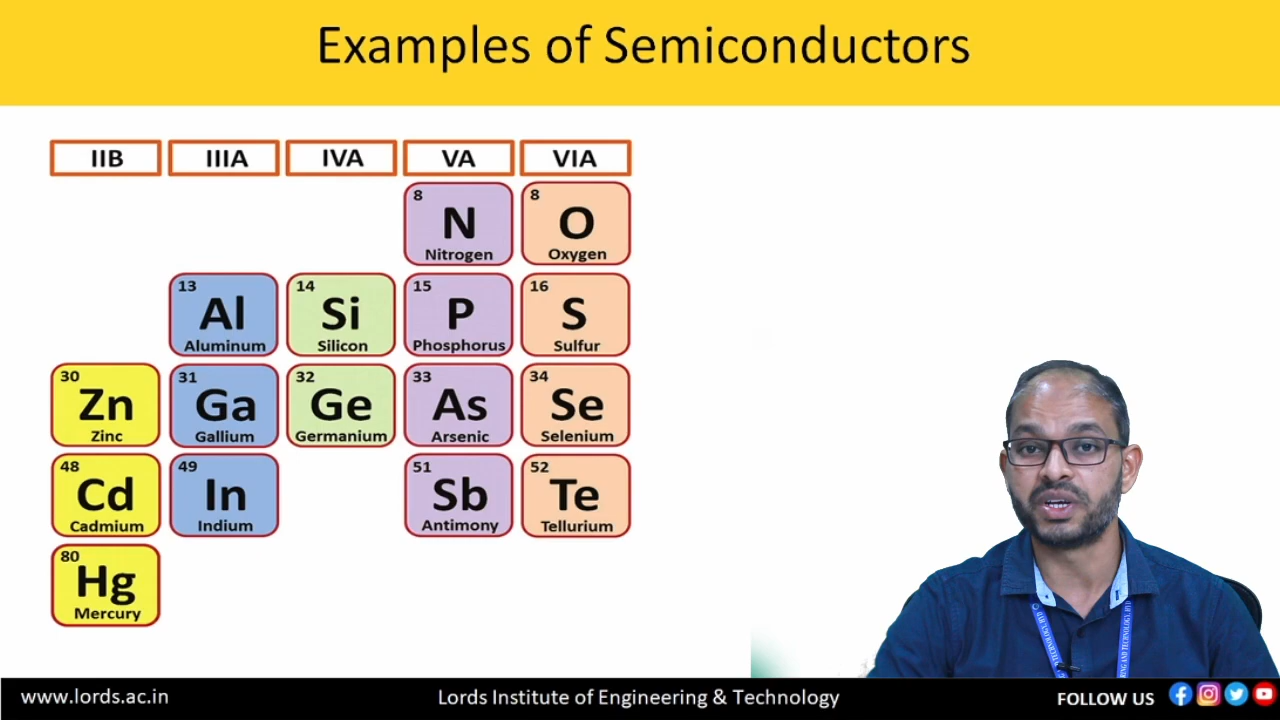 Examples of Semiconductors
IIB IIIA IVA VA VIA
8 8
N O
Nitrogen Oxygen
13 14 15 16
Al Si P S
Aluminum Silicon Phosphorus Sulfur
30 31 32 33 34
Zn Ga Ge As Se
Zinc Gallium Germanium Arsenic Selenium
48 49 51 52
Cd In Sb Te
Cadmium Indium Antimony Tellurium
80
Hg
Mercury
www.lords.ac.in Lords Institute of Engineering & Technology FOLLOW US